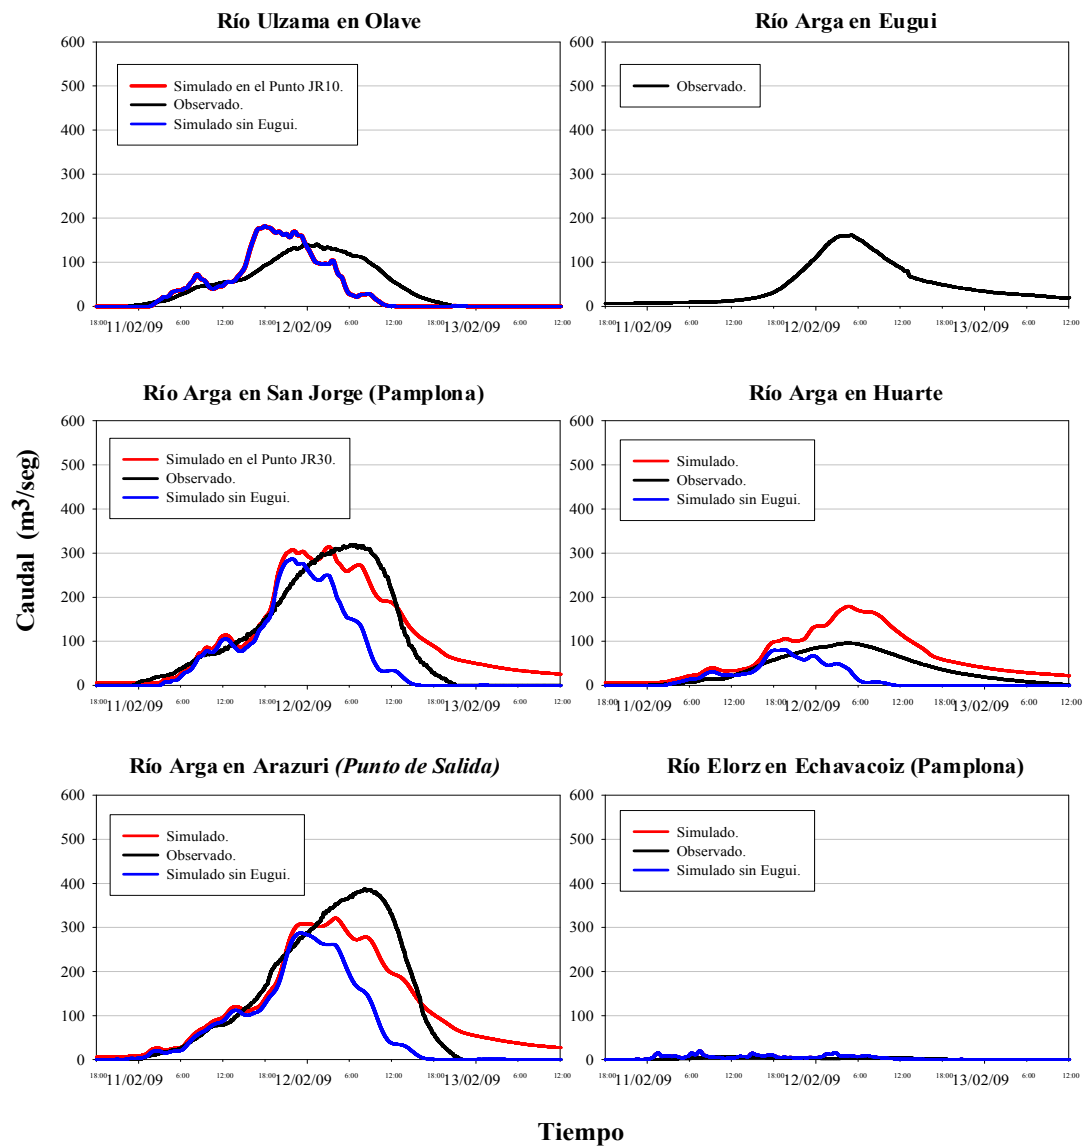 Río Ulzama en Olave
600
500
400
300
200
100
0
Simulado en el Punto JR10.
Observado.
Simulado sin Eugui.
18:00 11/02/09 6:00 12:00 18:00 12/02/09 6:00 12:00 18:00 13/02/09 6:00 12:00
Río Arga en Eugui
600
500
400
300
200
100
0
Observado.
18:00 11/02/09 6:00 12:00 18:00 12/02/09 6:00 12:00 18:00 13/02/09 6:00 12:00
Caudal (m3/seg)
Río Arga en San Jorge (Pamplona)
600
500
400
300
200
100
0
Simulado en el Punto JR30.
Observado.
Simulado sin Eugui.
18:00 11/02/09 6:00 12:00 18:00 12/02/09 6:00 12:00 18:00 13/02/09 6:00 12:00
Río Arga en Huarte
600
500
400
300
200
100
0
Simulado.
Observado.
Simulado sin Eugui.
18:00 11/02/09 6:00 12:00 18:00 12/02/09 6:00 12:00 18:00 13/02/09 6:00 12:00
Río Arga en Arazuri (Punto de Salida)
600
500
400
300
200
100
0
Simulado.
Observado.
Simulado sin Eugui.
18:00 11/02/09 6:00 12:00 18:00 12/02/09 6:00 12:00 18:00 13/02/09 6:00 12:00
Río Elorz en Echavacoiz (Pamplona)
600
500
400
300
200
100
0
Simulado.
Observado.
Simulado sin Eugui.
18:00 11/02/09 6:00 12:00 18:00 12/02/09 6:00 12:00 18:00 13/02/09 6:00 12:00
Tiempo